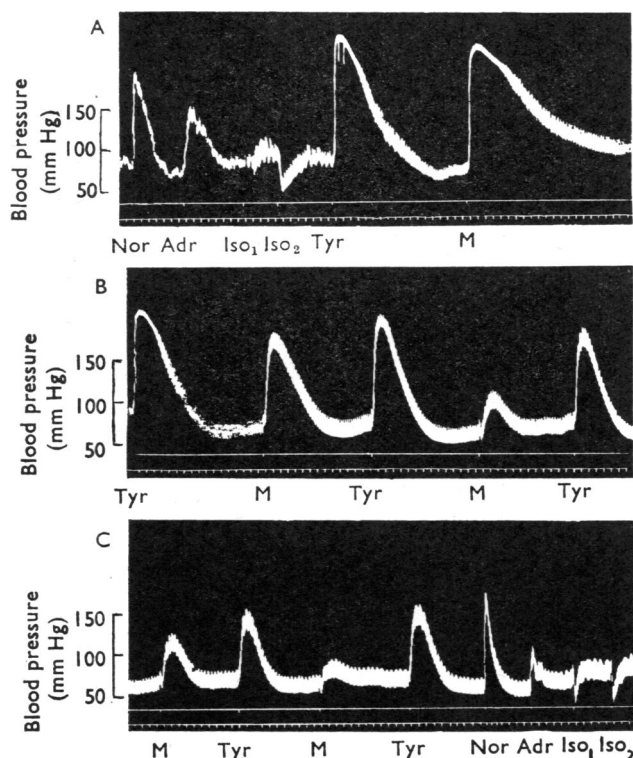 A
Blood pressure
(mm Hg)
150
100
50
Nor Adr Iso₁ Iso₂ Tyr M
B
Blood pressure
(mm Hg)
150
100
50
Tyr M Tyr M Tyr
C
Blood pressure
(mm Hg)
150
100
50
M Tyr M Tyr Nor Adr Iso₁ Iso₂